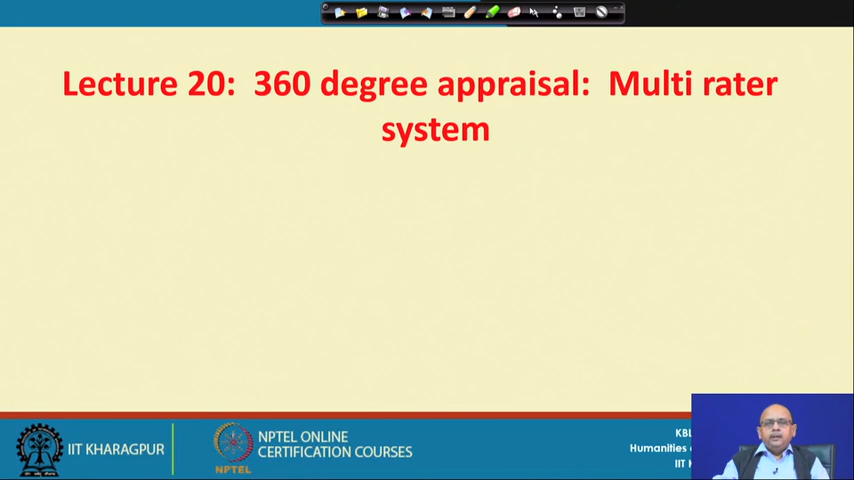 Lecture 20: 360 degree appraisal: Multi rater
system
IIT KHARAGPUR
NPTEL
NPTEL ONLINE
CERTIFICATION COURSES
KBL
Humanities
IIT K